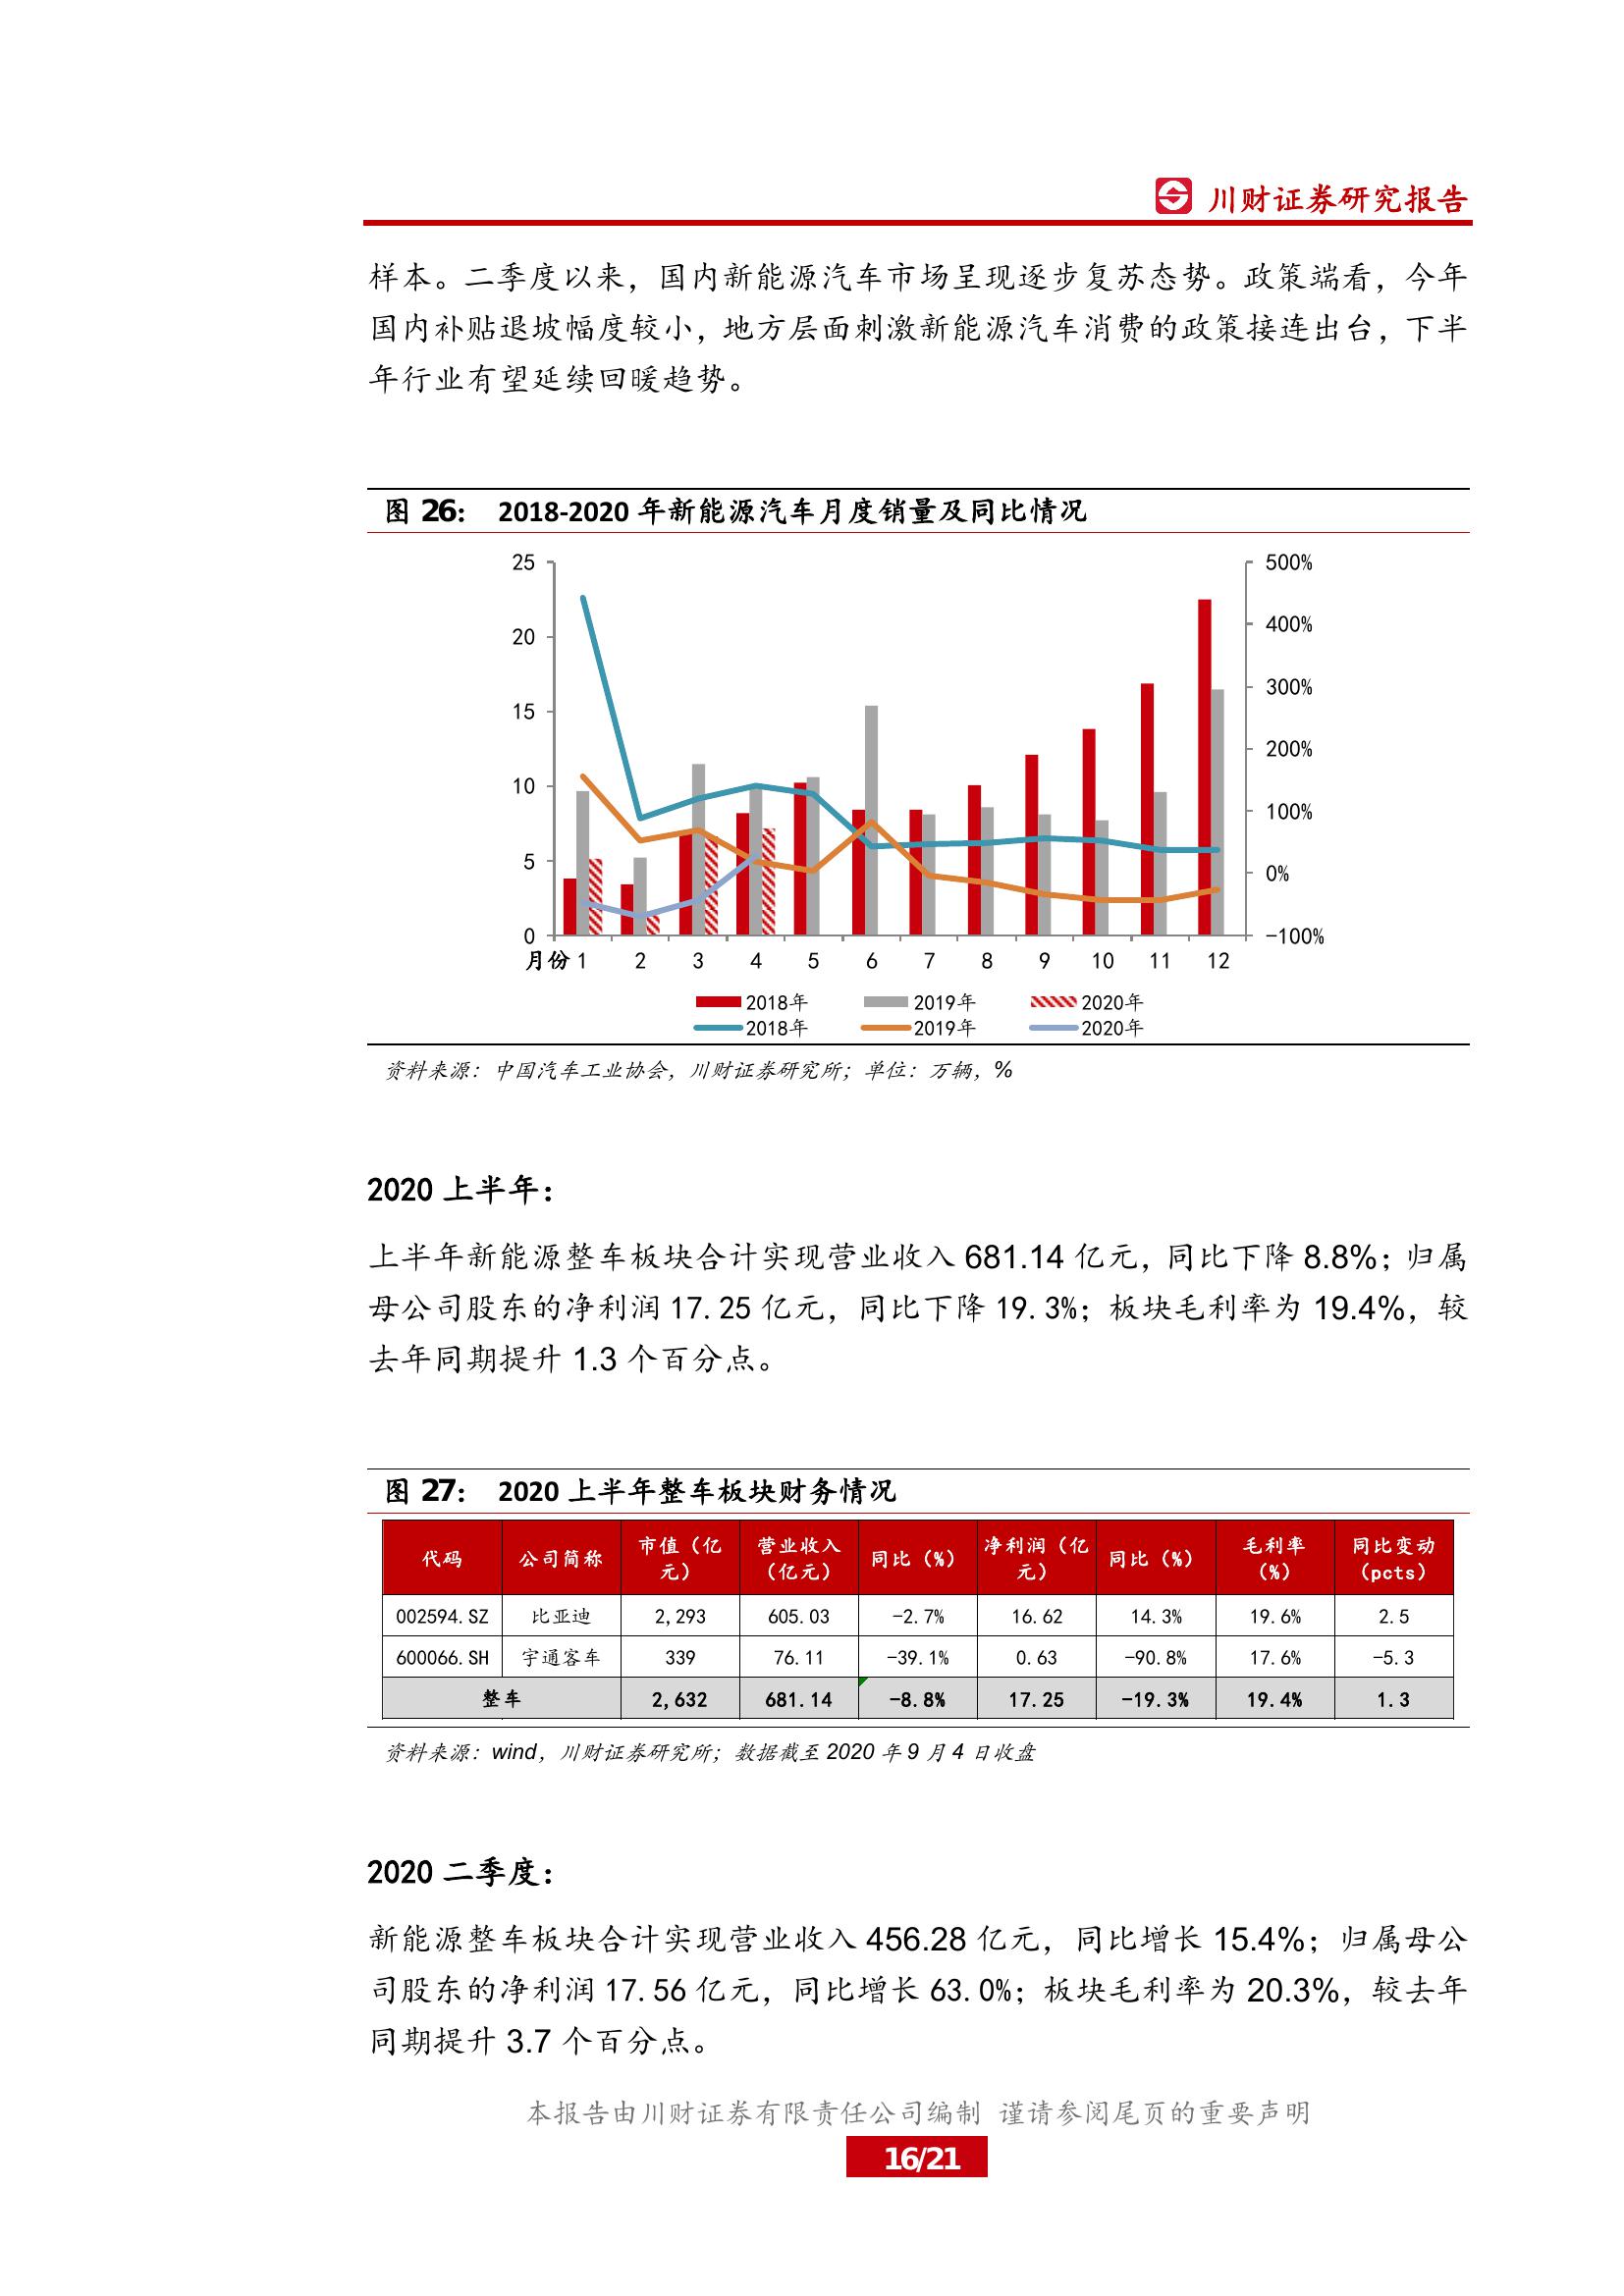 川财证券研究报告
样本。二季度以来，国内新能源汽车市场呈现逐步复苏态势。政策端看，今年
国内补贴退坡幅度较小，地方层面刺激新能源汽车消费的政策接连出台，下半
年行业有望延续回暖趋势。
图 26： 2018-2020 年新能源汽车月度销量及同比情况
25 500%
20 400%
300%
15
200%
10
100%
5
0%
0 -100%
月份 1 2 3 4 5 6 7 8 9 10 11 12
2018年 2019年 2020年
2018年 2019年 2020年
资料来源：中国汽车工业协会，川财证券研究所；单位：万辆，%
2020 上半年：
上半年新能源整车板块合计实现营业收入 681.14 亿元，同比下降 8.8%；归属
母公司股东的净利润 17.25 亿元，同比下降 19.3%；板块毛利率为 19.4%，较
去年同期提升 1.3 个百分点。
图 27： 2020 上半年整车板块财务情况
代码 公司简称 市值（亿元） 营业收入（亿元） 同比（%） 净利润（亿元） 同比（%） 毛利率（%） 同比变动（pcts）
002594.SZ 比亚迪 2,293 605.03 -2.7% 16.62 14.3% 19.6% 2.5
600066.SH 宇通客车 339 76.11 -39.1% 0.63 -90.8% 17.6% -5.3
整车 2,632 681.14 -8.8% 17.25 -19.3% 19.4% 1.3
资料来源：wind，川财证券研究所；数据截至 2020 年 9 月 4 日收盘
2020 二季度：
新能源整车板块合计实现营业收入 456.28 亿元，同比增长 15.4%；归属母公
司股东的净利润 17.56 亿元，同比增长 63.0%；板块毛利率为 20.3%，较去年
同期提升 3.7 个百分点。
本报告由川财证券有限责任公司编制 谨请参阅尾页的重要声明
16/21